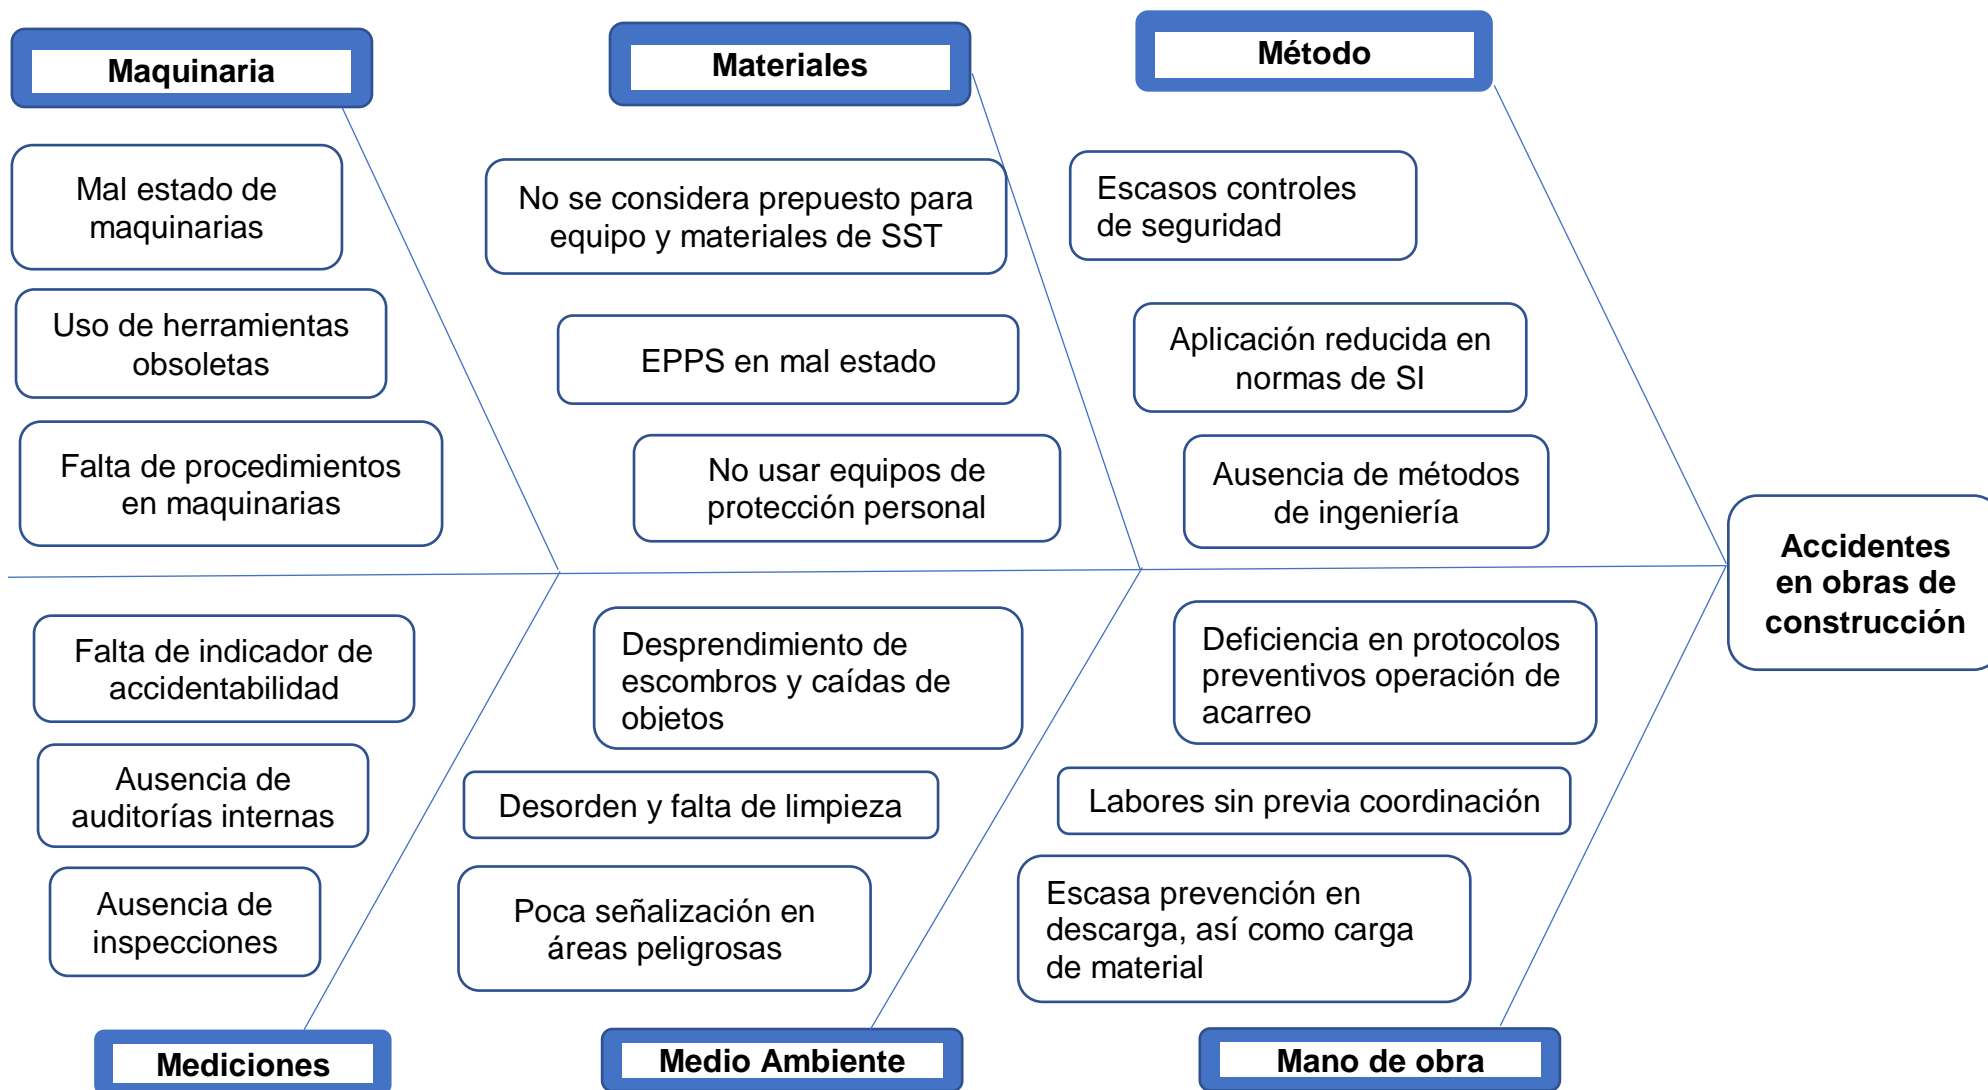 Maquinaria
Materiales
Método
Mal estado de
maquinarias
Uso de herramientas
obsoletas
Falta de procedimientos
en maquinarias
No se considera prepuesto para
equipo y materiales de SST
EPPS en mal estado
No usar equipos de
protección personal
Escasos controles
de seguridad
Aplicación reducida en
normas de SI
Ausencia de métodos
de ingeniería
Accidentes
en obras de
construcción
Falta de indicador de
accidentabilidad
Ausencia de
auditorías internas
Ausencia de
inspecciones
Desprendimiento de
escombros y caídas de
objetos
Desorden y falta de limpieza
Poca señalización en
áreas peligrosas
Deficiencia en protocolos
preventivos operación de
acarreo
Labores sin previa coordinación
Escasa prevención en
descarga, así como carga
de material
Mediciones
Medio Ambiente
Mano de obra